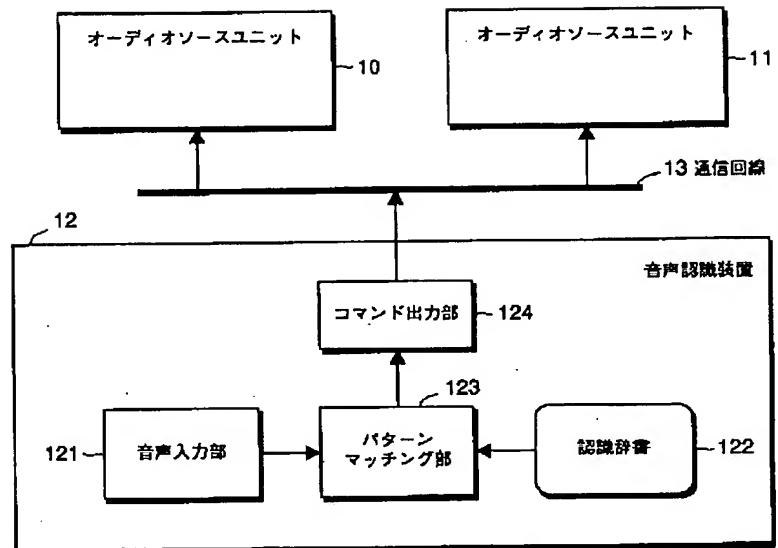 オーディオソースユニット
10
オーディオソースユニット
11
13 通信回線
12
音声認識装置
コマンド出力部
124
123
121
音声入力部
パターン
マッチング部
認識辞書
122